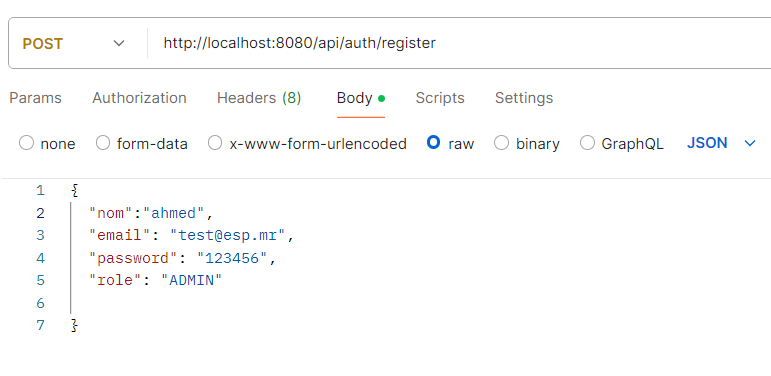 POST http://localhost:8080/api/auth/register
Params Authorization Headers (8) Body Scripts Settings
none form-data x-www-form-urlencoded raw binary GraphQL JSON
1 {
2 "nom":"ahmed",
3 "email": "test@esp.mr",
4 "password": "123456",
5 "role": "ADMIN"
6
7 }